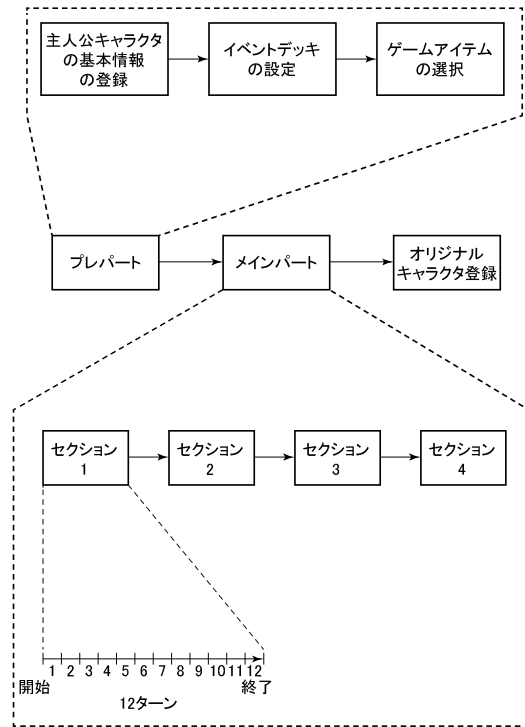 主人公キャラクタ
の基本情報
の登録
イベントデッキ
の設定
ゲームアイテム
の選択
プレパート
メインパート
オリジナル
キャラクタ登録
セクション
1
セクション
2
セクション
3
セクション
4
1 2 3 4 5 6 7 8 9 10 11 12
開始
終了
12ターン